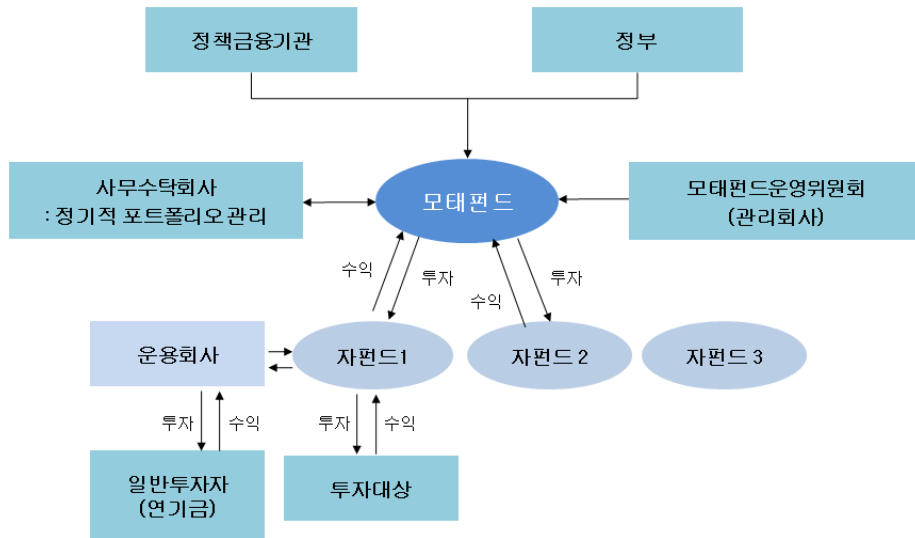 정책금융기관
정부
사무수탁회사
: 정기적 포트폴리오관리
모태펀드
모태펀드운영위원회
(관리회사)
수익
투자
수익
투자
운용회사
자펀드1
자펀드 2
자펀드 3
투자
수익
투자
수익
일반투자자
(연기금)
투자대상